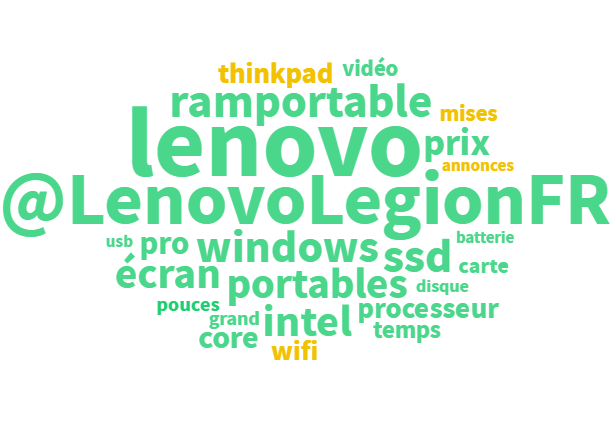 thinkpad vidéo
ramportable mises
lenovo prix
annonces
@LenovoLegionFR
usb pro windows ssd batterie
écran portables carte
disque
pouces grand intel processeur
core temps
wifi